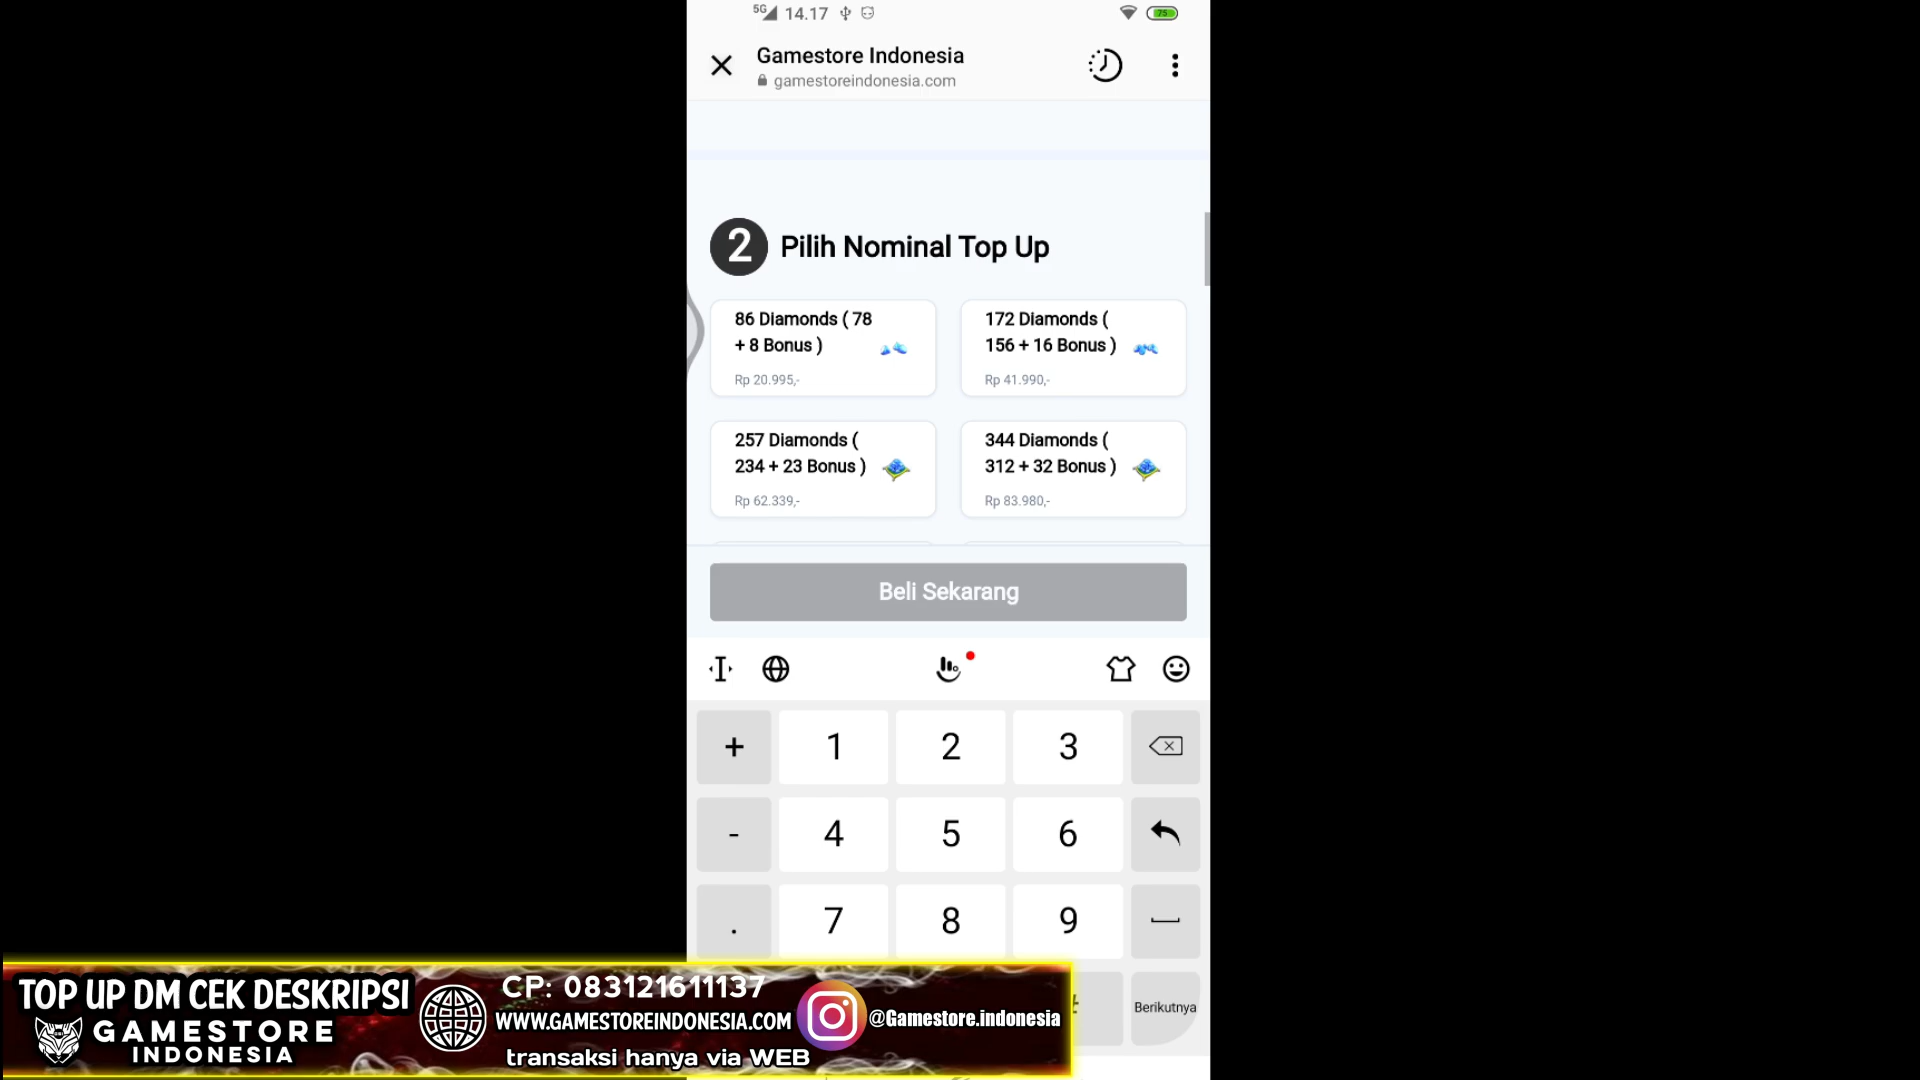 5G 14.17 75
Gamestore Indonesia
gamestoreindonesia.com
2 Pilih Nominal Top Up
86 Diamonds ( 78
+ 8 Bonus )
Rp 20.995,-
172 Diamonds (
156 + 16 Bonus )
Rp 41.990,-
257 Diamonds (
234 + 23 Bonus )
Rp 62.339,-
344 Diamonds (
312 + 32 Bonus )
Rp 83.980,-
Beli Sekarang
+ 1 2 3
- 4 5 6
. 7 8 9
Berikutnya
TOP UP DM CEK DESKRIPSI
GAMESTORE
INDONESIA
CP: 083121611137
WWW.GAMESTOREINDONESIA.COM
transaksi hanya via WEB
@Gamestore.indonesia